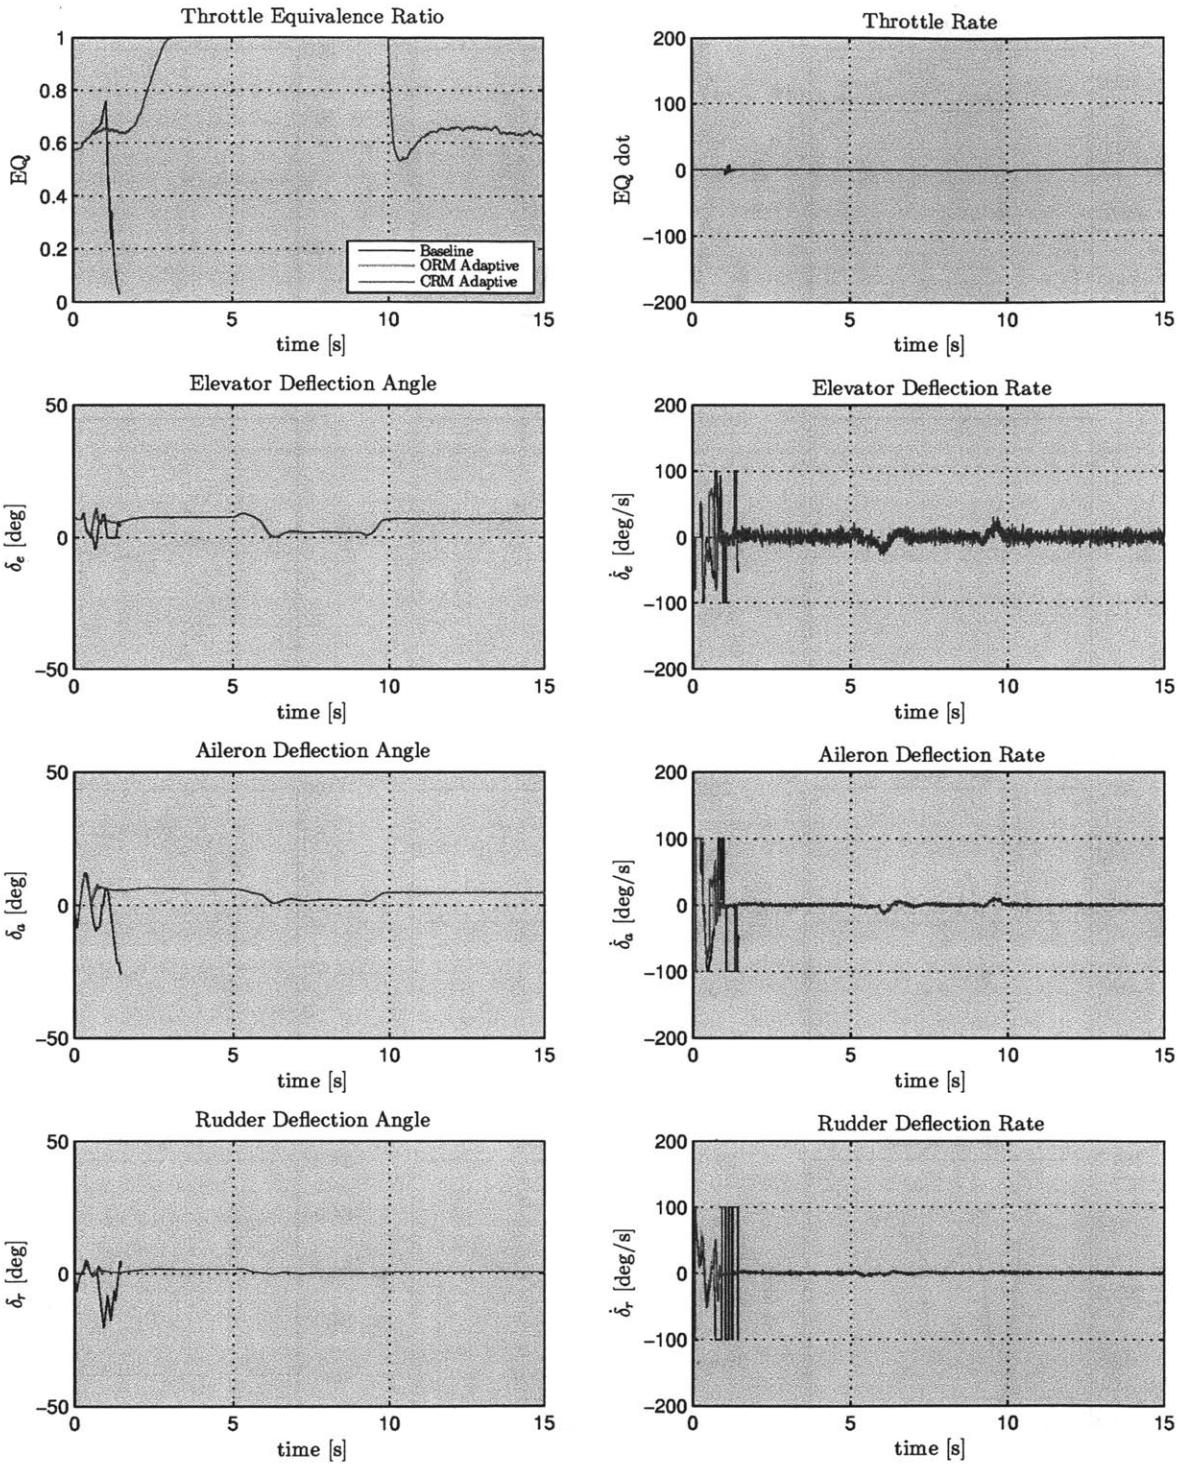 Throttle Equivalence Ratio
1
0.8
0.6
0.4
0.2
0
EQ
Baseline
ORM Adaptive
CRM Adaptive
0 5 10 15
time [s]
Throttle Rate
200
100
0
−100
−200
EQ dot
0 5 10 15
time [s]
Elevator Deflection Angle
50
0
−50
δe [deg]
0 5 10 15
time [s]
Elevator Deflection Rate
200
100
0
−100
−200
δ̇e [deg/s]
0 5 10 15
time [s]
Aileron Deflection Angle
50
0
−50
δa [deg]
0 5 10 15
time [s]
Aileron Deflection Rate
200
100
0
−100
−200
δ̇a [deg/s]
0 5 10 15
time [s]
Rudder Deflection Angle
50
0
−50
δr [deg]
0 5 10 15
time [s]
Rudder Deflection Rate
200
100
0
−100
−200
δ̇r [deg/s]
0 5 10 15
time [s]